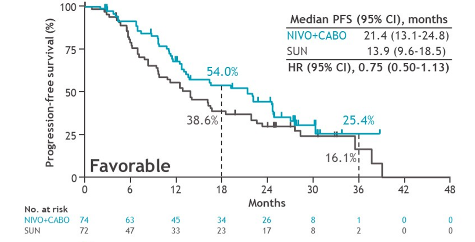 Progression-free survival (%)
100
75
50
25
0
Median PFS (95% CI), months
NIVO+CABO 21.4 (13.1-24.8)
SUN 13.9 (9.6-18.5)
HR (95% CI), 0.75 (0.50-1.13)
54.0%
38.6%
25.4%
16.1%
Favorable
0 6 12 18 24 30 36 42 48
Months
No. at risk
NIVO+CABO 74 63 45 34 26 8 1 0 0
SUN 72 47 33 23 17 8 2 0 0